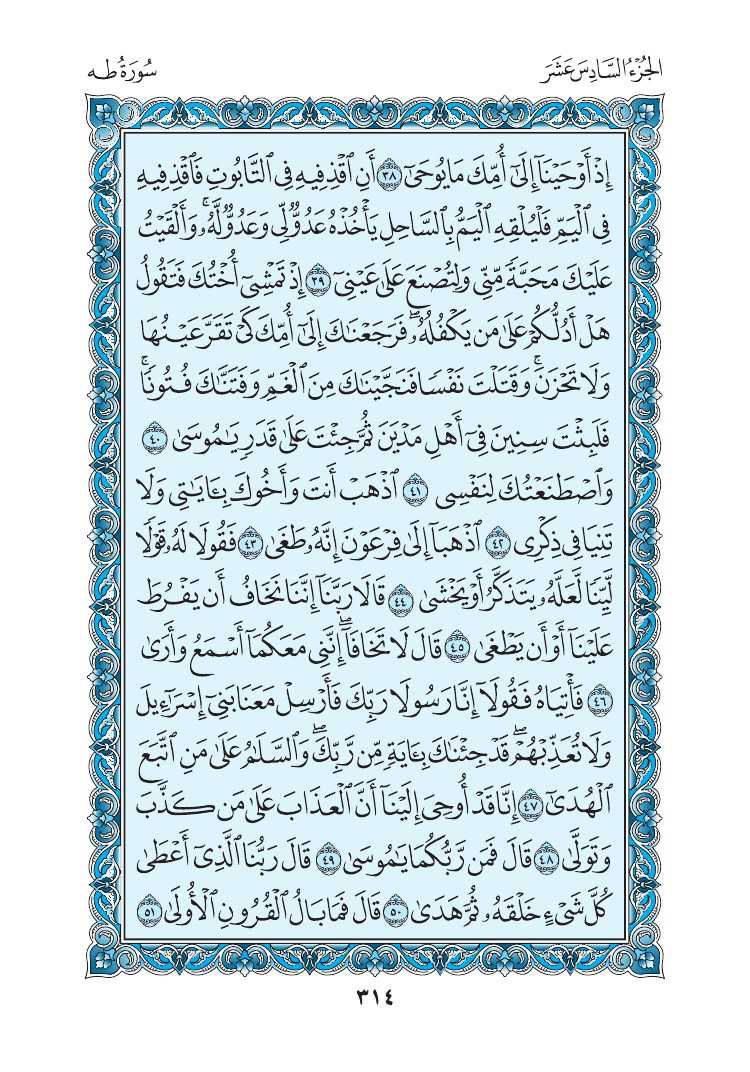 الجُزْءُ السَّادِسَ عَشَرَ
سُورَةُ طه
إِذْ أَوْحَيْنَآ إِلَىٰٓ أُمِّكَ مَا يُوحَىٰٓ ٣٨ أَنِ ٱقْذِفِيهِ فِى ٱلتَّابُوتِ فَٱقْذِفِيهِ
فِى ٱلْيَمِّ فَلْيُلْقِهِ ٱلْيَمُّ بِٱلسَّاحِلِ يَأْخُذْهُ عَدُوٌّ لِّى وَعَدُوٌّ لَّهُۥ ۚ وَأَلْقَيْتُ
عَلَيْكَ مَحَبَّةً مِّنِّى وَلِتُصْنَعَ عَلَىٰ عَيْنِىٓ ٣٩ إِذْ تَمْشِىٓ أُخْتُكَ فَتَقُولُ
هَلْ أَدُلُّكُمْ عَلَىٰ مَن يَكْفُلُهُۥ ۖ فَرَجَعْنَٰكَ إِلَىٰٓ أُمِّكَ كَىْ تَقَرَّ عَيْنُهَا
وَلَا تَحْزَنَ ۚ وَقَتَلْتَ نَفْسًا فَنَجَّيْنَٰكَ مِنَ ٱلْغَمِّ وَفَتَنَّٰكَ فُتُونًا ۚ
فَلَبِثْتَ سِنِينَ فِىٓ أَهْلِ مَدْيَنَ ثُمَّ جِئْتَ عَلَىٰ قَدَرٍ يَٰمُوسَىٰ ٤٠
وَٱصْطَنَعْتُكَ لِنَفْسِى ٤١ ٱذْهَبْ أَنتَ وَأَخُوكَ بِـَٔايَٰتِى وَلَا
تَنِيَا فِى ذِكْرِى ٤٢ ٱذْهَبَآ إِلَىٰ فِرْعَوْنَ إِنَّهُۥ طَغَىٰ ٤٣ فَقُولَا لَهُۥ قَوْلًا
لَّيِّنًا لَّعَلَّهُۥ يَتَذَكَّرُ أَوْ يَخْشَىٰ ٤٤ قَالَا رَبَّنَآ إِنَّنَا نَخَافُ أَن يَفْرُطَ
عَلَيْنَآ أَوْ أَن يَطْغَىٰ ٤٥ قَالَ لَا تَخَافَآ ۖ إِنَّنِى مَعَكُمَآ أَسْمَعُ وَأَرَىٰ
٤٦ فَأْتِيَاهُ فَقُولَآ إِنَّا رَسُولَا رَبِّكَ فَأَرْسِلْ مَعَنَا بَنِىٓ إِسْرَٰٓءِيلَ
وَلَا تُعَذِّبْهُمْ ۖ قَدْ جِئْنَٰكَ بِـَٔايَةٍ مِّن رَّبِّكَ ۖ وَٱلسَّلَٰمُ عَلَىٰ مَنِ ٱتَّبَعَ
ٱلْهُدَىٰٓ ٤٧ إِنَّا قَدْ أُوحِىَ إِلَيْنَآ أَنَّ ٱلْعَذَابَ عَلَىٰ مَن كَذَّبَ
وَتَوَلَّىٰ ٤٨ قَالَ فَمَن رَّبُّكُمَا يَٰمُوسَىٰ ٤٩ قَالَ رَبُّنَا ٱلَّذِىٓ أَعْطَىٰ
كُلَّ شَىْءٍ خَلْقَهُۥ ثُمَّ هَدَىٰ ٥٠ قَالَ فَمَا بَالُ ٱلْقُرُونِ ٱلْأُولَىٰ ٥١
٣١٤